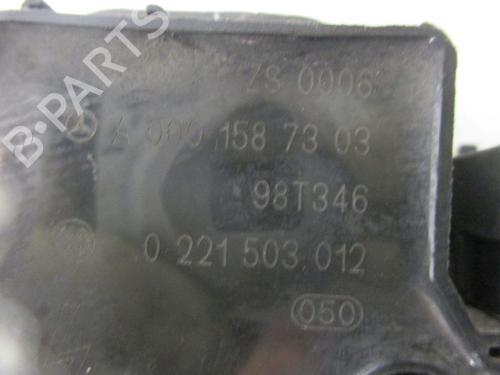 B-PARTS
ZS 0006
A 000 158 73 03
98T346
0 221 503 012
050